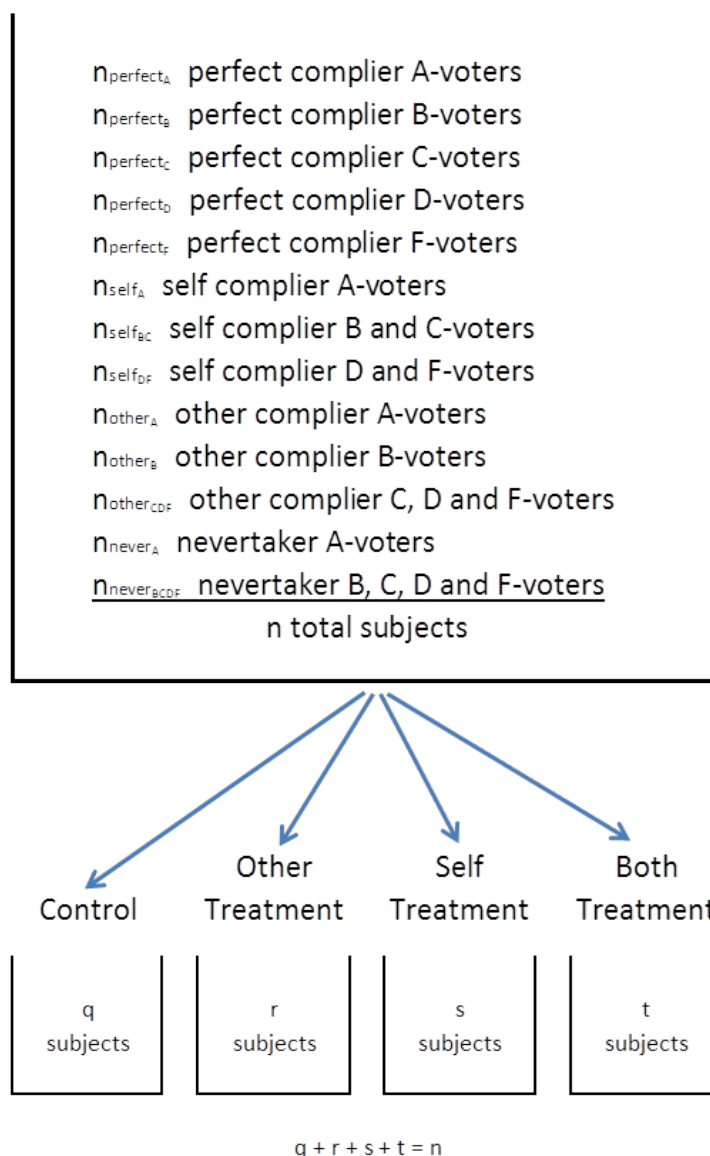 nperfectA perfect complier A-voters
nperfectB perfect complier B-voters
nperfectC perfect complier C-voters
nperfectD perfect complier D-voters
nperfectF perfect complier F-voters
nselfA self complier A-voters
nselfBC self complier B and C-voters
nselfDF self complier D and F-voters
notherA other complier A-voters
notherB other complier B-voters
notherCDF other complier C, D and F-voters
nneverA nevertaker A-voters
nneverBCDF nevertaker B, C, D and F-voters
n total subjects
Control
Other
Treatment
Self
Treatment
Both
Treatment
q
subjects
r
subjects
s
subjects
t
subjects
q + r + s + t = n